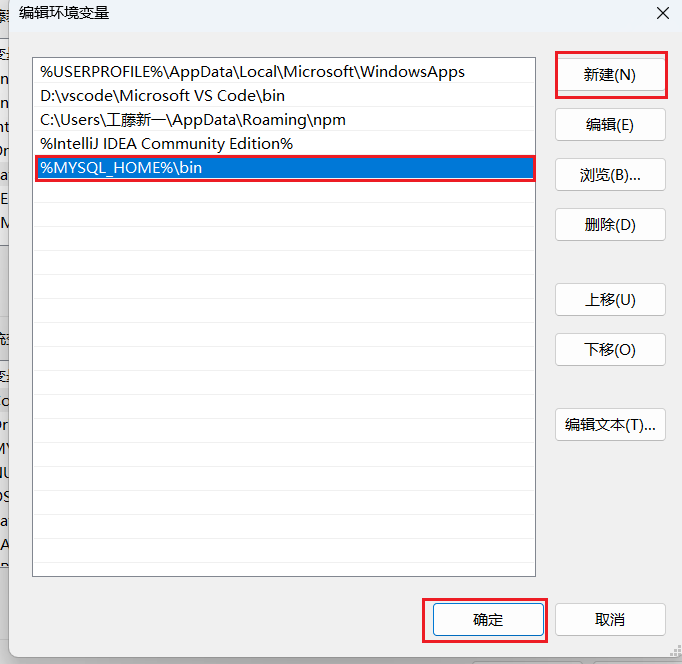 编辑环境变量
%USERPROFILE%\AppData\Local\Microsoft\WindowsApps
D:\vscode\Microsoft VS Code\bin
C:\Users\工藤新一\AppData\Roaming\npm
%IntelliJ IDEA Community Edition%
%MYSQL_HOME%\bin
新建(N)
编辑(E)
浏览(B)...
删除(D)
上移(U)
下移(O)
编辑文本(T)...
确定
取消